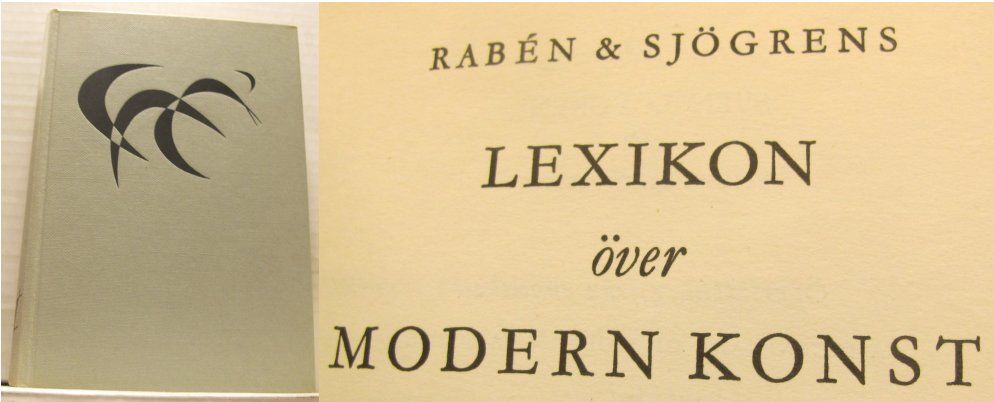 RABÉN & SJÖGRENS
LEXIKON
över
MODERN KONST